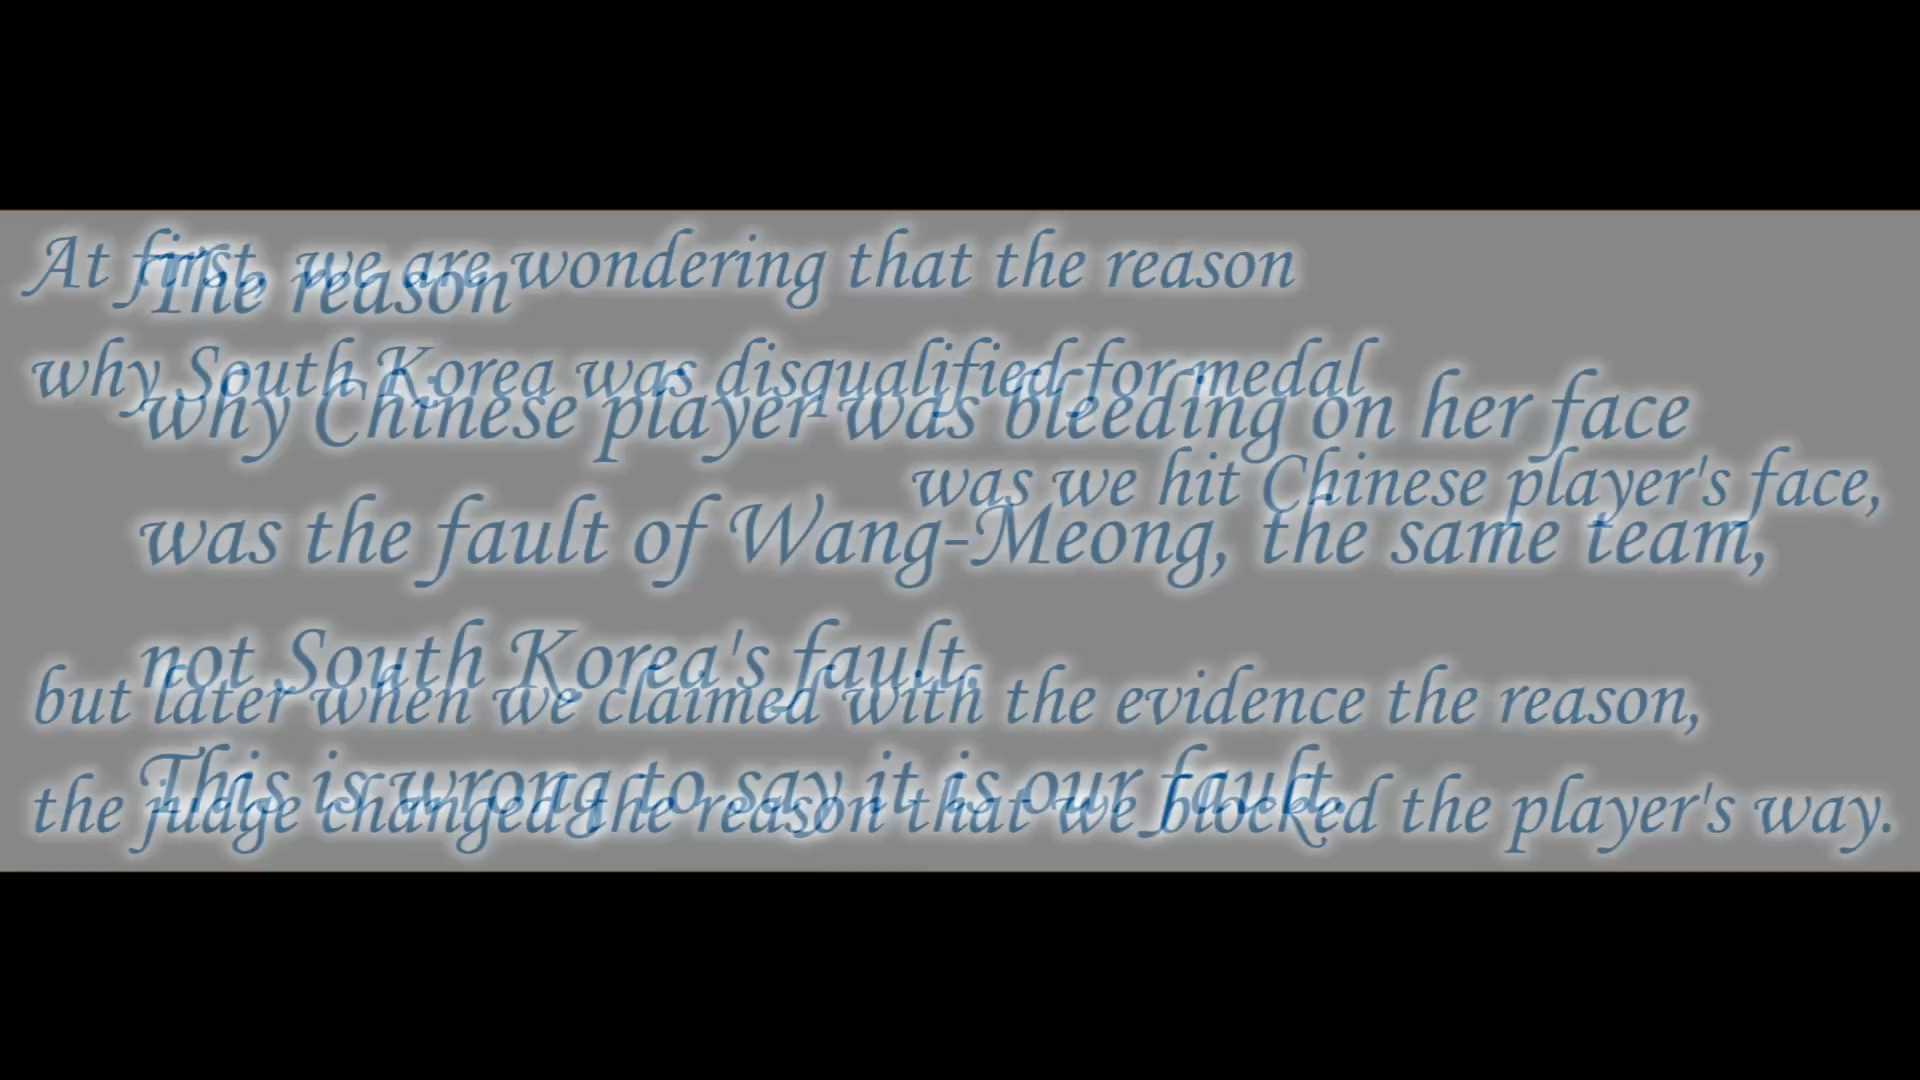 At first, we are wondering that the reason
why South Korea was disqualified for medal
was we hit Chinese player's face,
but later when we claimed with the evidence the reason,
the judge changed the reason that we blocked the player's way.
The reason
why Chinese player was bleeding on her face
was the fault of Wang-Meong, the same team,
not South Korea's fault.
This is wrong to say it is our fault.